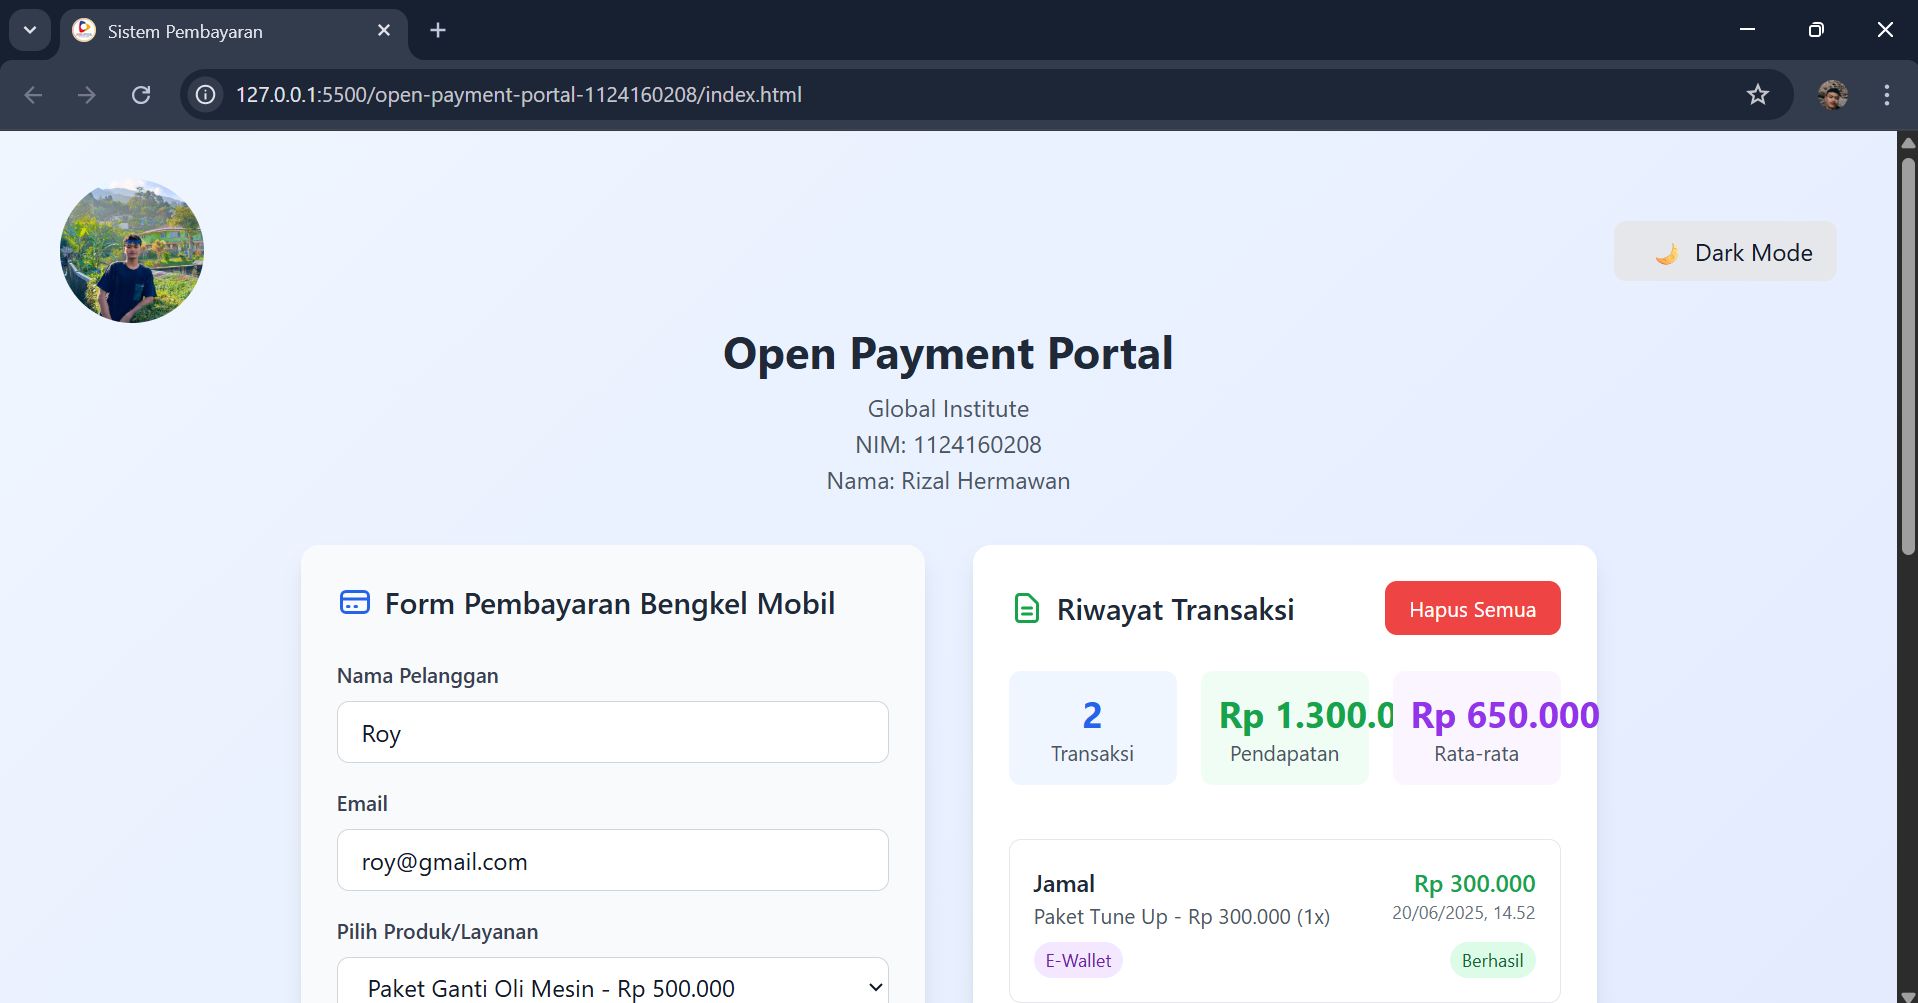 Sistem Pembayaran
127.0.0.1:5500/open-payment-portal-1124160208/index.html
Dark Mode
Open Payment Portal
Global Institute
NIM: 1124160208
Nama: Rizal Hermawan
Form Pembayaran Bengkel Mobil
Nama Pelanggan
Roy
Email
roy@gmail.com
Pilih Produk/Layanan
Paket Ganti Oli Mesin - Rp 500.000
Riwayat Transaksi
Hapus Semua
2
Transaksi
Rp 1.300.0
Pendapatan
Rp 650.000
Rata-rata
Jamal
Rp 300.000
Paket Tune Up - Rp 300.000 (1x)
20/06/2025, 14.52
E-Wallet
Berhasil